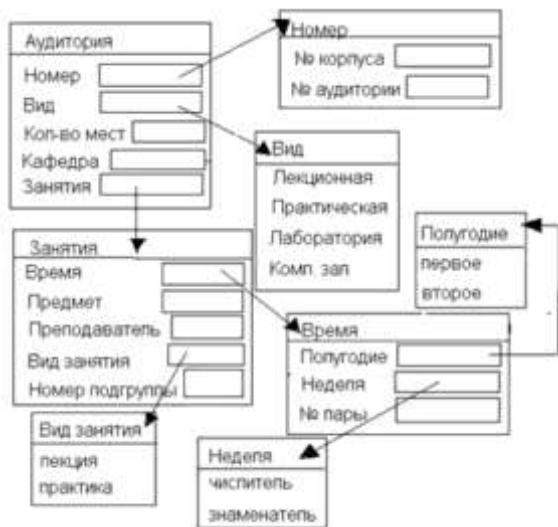 Аудитория
Номер
Вид
Кол-во мест
Кафедра
Занятия
Номер
№ корпуса
№ аудитории
Вид
Лекционная
Практическая
Лаборатория
Комп. зал
Полугодие
первое
второе
Занятия
Время
Предмет
Преподаватель
Вид занятия
Номер подгруппы
Время
Полугодие
Неделя
№ пары
Вид занятия
лекция
практика
Неделя
числитель
знаменатель